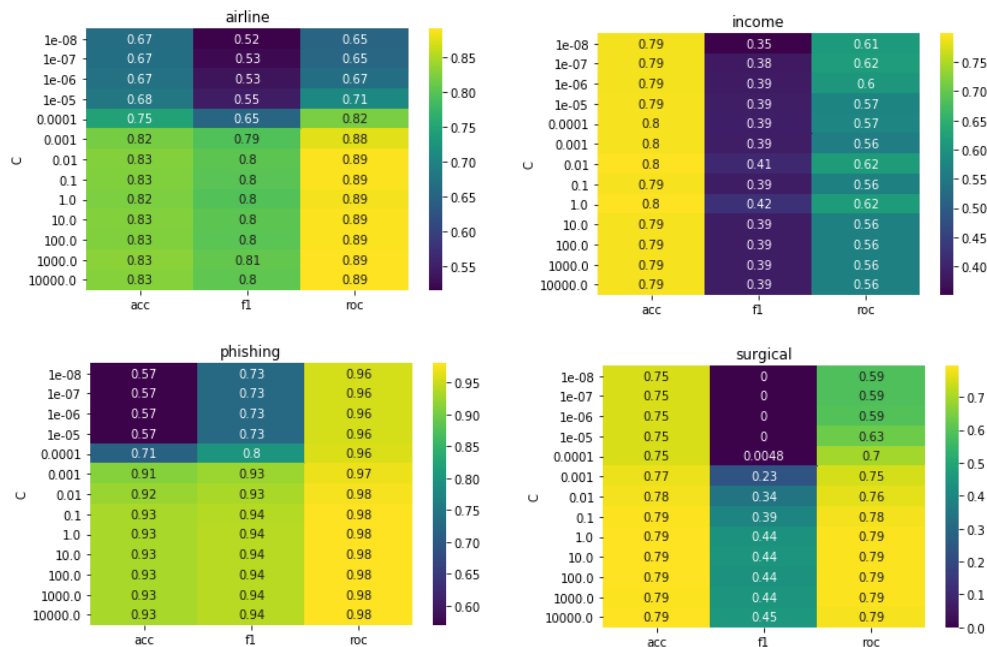 airline
1e-08 0.67 0.52 0.65
1e-07 0.67 0.53 0.65
1e-06 0.67 0.53 0.67
1e-05 0.68 0.55 0.71
0.0001 0.75 0.65 0.82
0.001 0.82 0.79 0.88
0.01 0.83 0.8 0.89
0.1 0.83 0.8 0.89
1.0 0.82 0.8 0.89
10.0 0.83 0.8 0.89
100.0 0.83 0.8 0.89
1000.0 0.83 0.81 0.89
10000.0 0.83 0.8 0.89
C
acc f1 roc
0.85
0.80
0.75
0.70
0.65
0.60
0.55
income
1e-08 0.79 0.35 0.61
1e-07 0.79 0.38 0.62
1e-06 0.79 0.39 0.6
1e-05 0.79 0.39 0.57
0.0001 0.8 0.39 0.57
0.001 0.8 0.39 0.56
0.01 0.8 0.41 0.62
0.1 0.79 0.39 0.56
1.0 0.8 0.42 0.62
10.0 0.79 0.39 0.56
100.0 0.79 0.39 0.56
1000.0 0.79 0.39 0.56
10000.0 0.79 0.39 0.56
C
acc f1 roc
0.75
0.70
0.65
0.60
0.55
0.50
0.45
0.40
phishing
1e-08 0.57 0.73 0.96
1e-07 0.57 0.73 0.96
1e-06 0.57 0.73 0.96
1e-05 0.57 0.73 0.96
0.0001 0.71 0.8 0.96
0.001 0.91 0.93 0.97
0.01 0.92 0.93 0.98
0.1 0.93 0.94 0.98
1.0 0.93 0.94 0.98
10.0 0.93 0.94 0.98
100.0 0.93 0.94 0.98
1000.0 0.93 0.94 0.98
10000.0 0.93 0.94 0.98
C
acc f1 roc
0.95
0.90
0.85
0.80
0.75
0.70
0.65
0.60
surgical
1e-08 0.75 0 0.59
1e-07 0.75 0 0.59
1e-06 0.75 0 0.59
1e-05 0.75 0 0.63
0.0001 0.75 0.0048 0.7
0.001 0.77 0.23 0.75
0.01 0.78 0.34 0.76
0.1 0.79 0.39 0.78
1.0 0.79 0.44 0.79
10.0 0.79 0.44 0.79
100.0 0.79 0.44 0.79
1000.0 0.79 0.44 0.79
10000.0 0.79 0.45 0.79
C
acc f1 roc
0.7
0.6
0.5
0.4
0.3
0.2
0.1
0.0